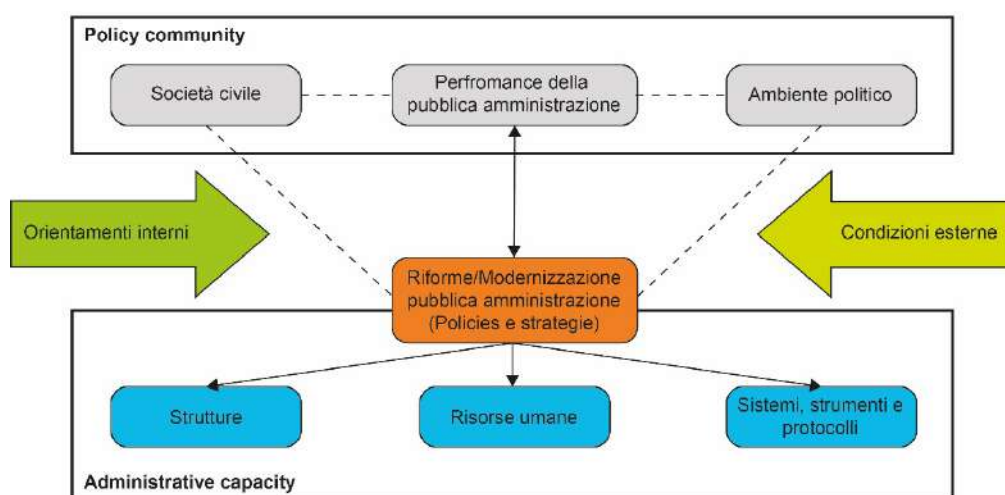 Policy community
Società civile
Perfromance della
pubblica amministrazione
Ambiente politico
Orientamenti interni
Condizioni esterne
Riforme/Modernizzazione
pubblica amministrazione
(Policies e strategie)
Strutture
Risorse umane
Sistemi, strumenti e
protocolli
Administrative capacity